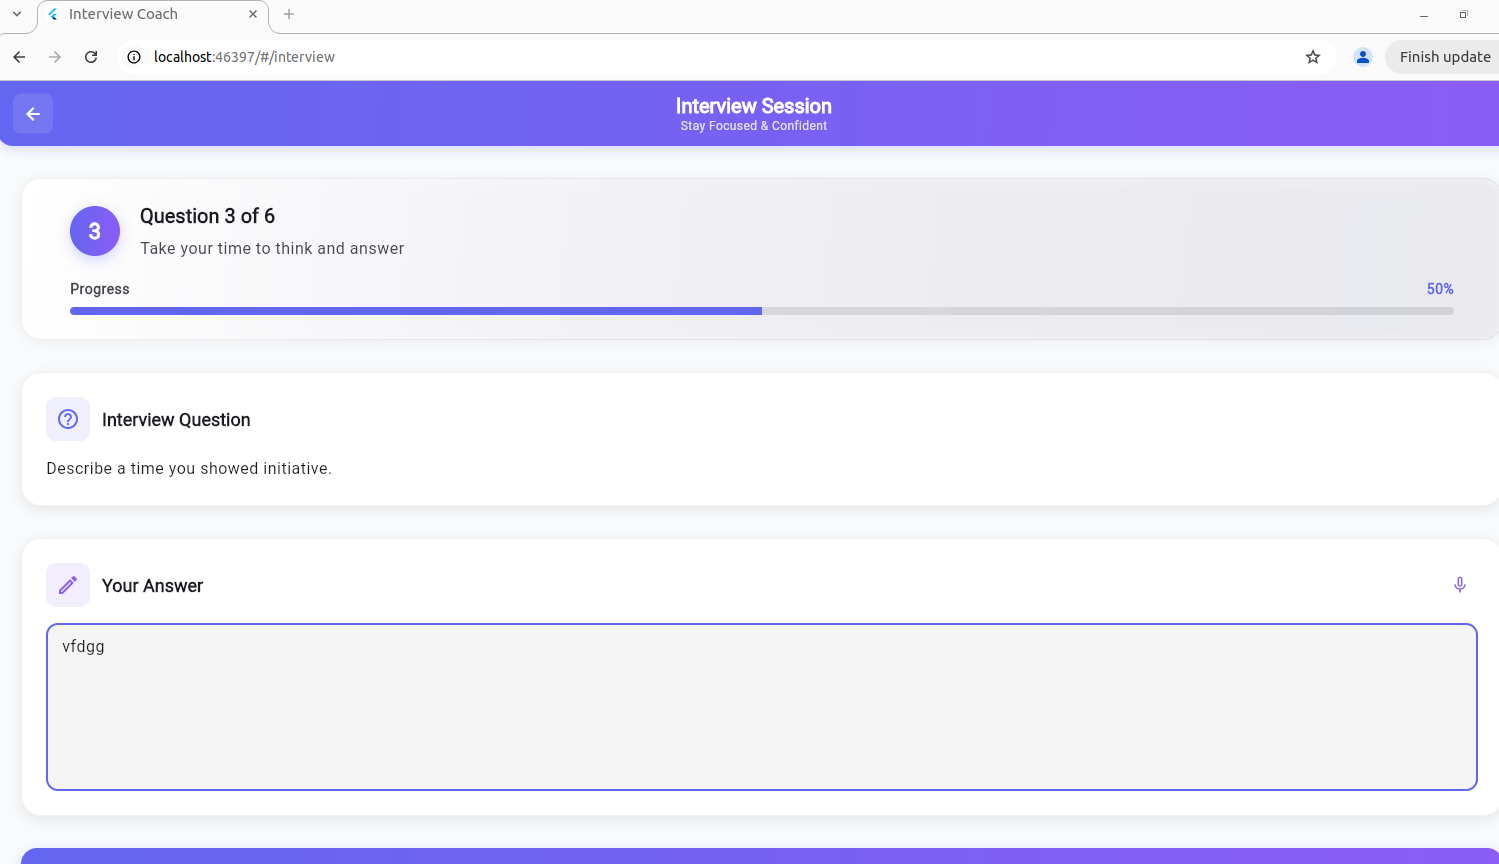 Interview Coach
localhost:46397/#/interview
Finish update
Interview Session
Stay Focused & Confident
3
Question 3 of 6
Take your time to think and answer
Progress
50%
Interview Question
Describe a time you showed initiative.
Your Answer
vfdgg